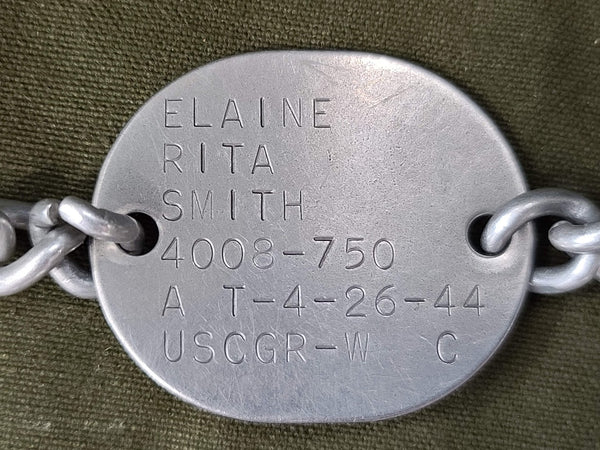 ELAINE
RITA
SMITH
4008-750
A T-4-26-44
USCGR-W C